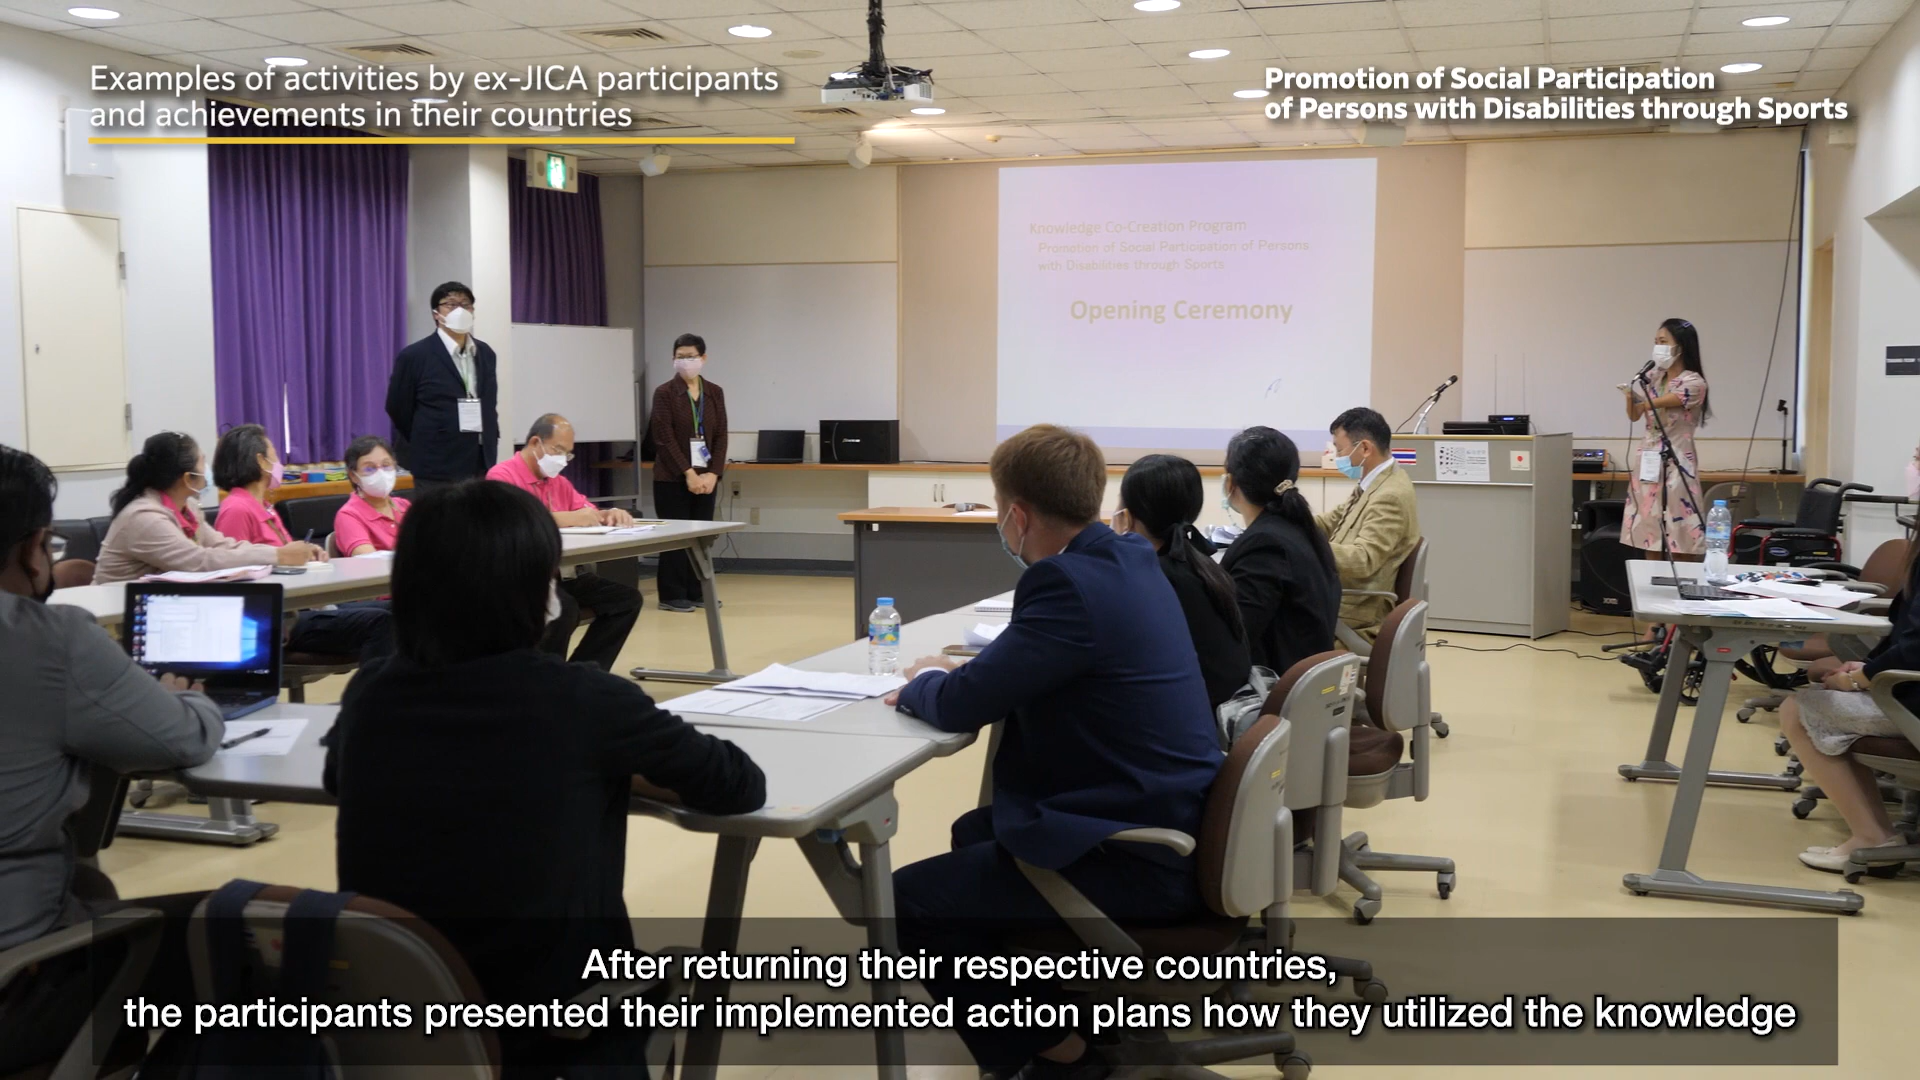 Examples of activities by ex-JICA participants
and achievements in their countries
Promotion of Social Participation
of Persons with Disabilities through Sports
Knowledge Co-Creation Program
Promotion of Social Participation of Persons
with Disabilities through Sports
Opening Ceremony
After returning their respective countries,
the participants presented their implemented action plans how they utilized the knowledge